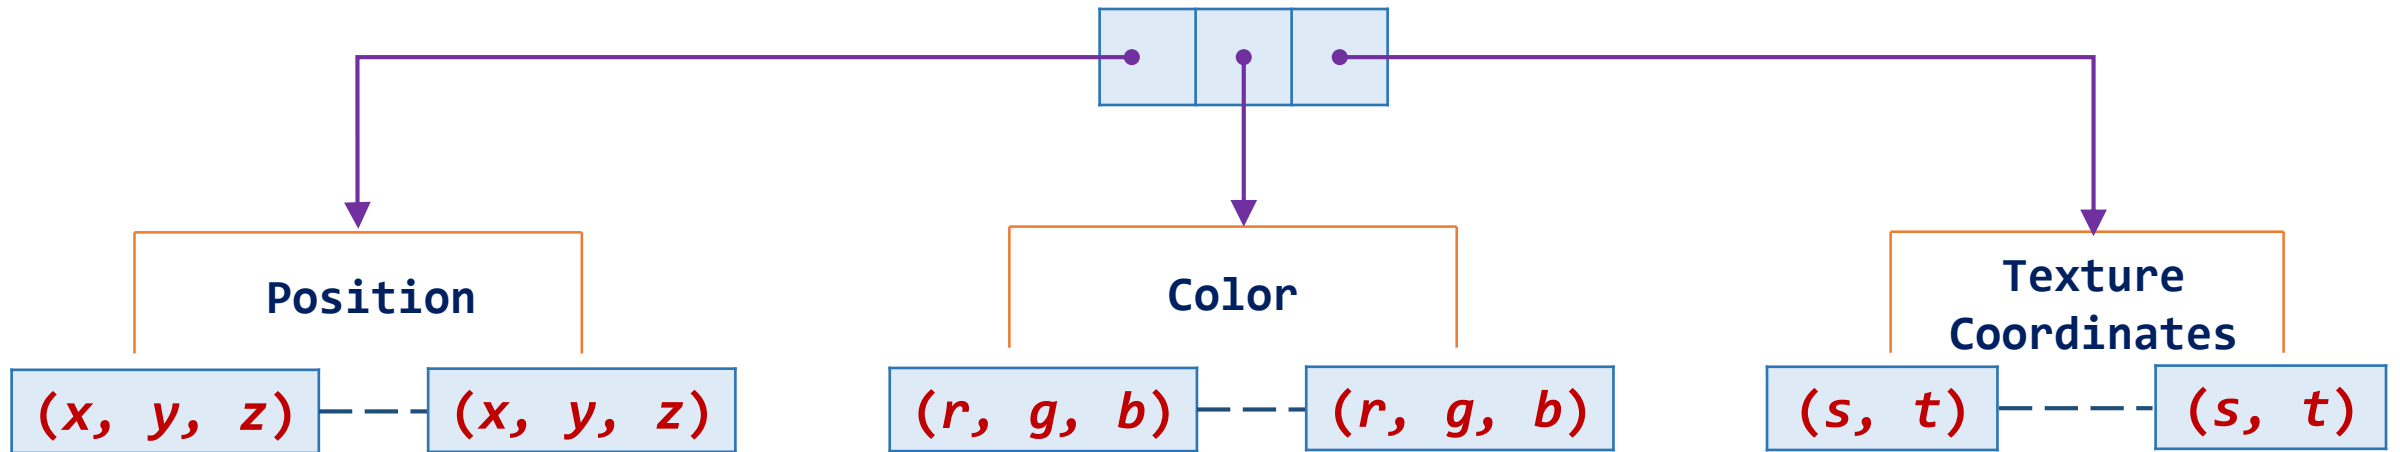 Position
Color
Texture
Coordinates
(x, y, z)
(x, y, z)
(r, g, b)
(r, g, b)
(s, t)
(s, t)